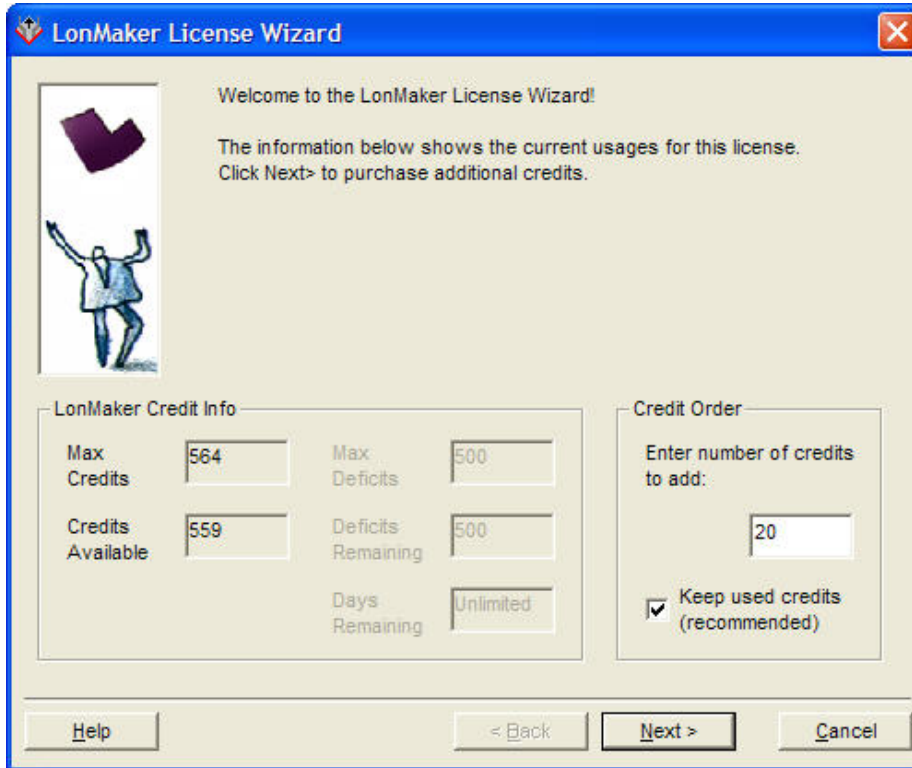 LonMaker License Wizard
Welcome to the LonMaker License Wizard!
The information below shows the current usages for this license.
Click Next> to purchase additional credits.
LonMaker Credit Info
Max
Credits
564
Max
Deficits
500
Credits
Available
559
Deficits
Remaining
500
Days
Remaining
Unlimited
Credit Order
Enter number of credits
to add:
20
Keep used credits
(recommended)
Help
< Back
Next >
Cancel